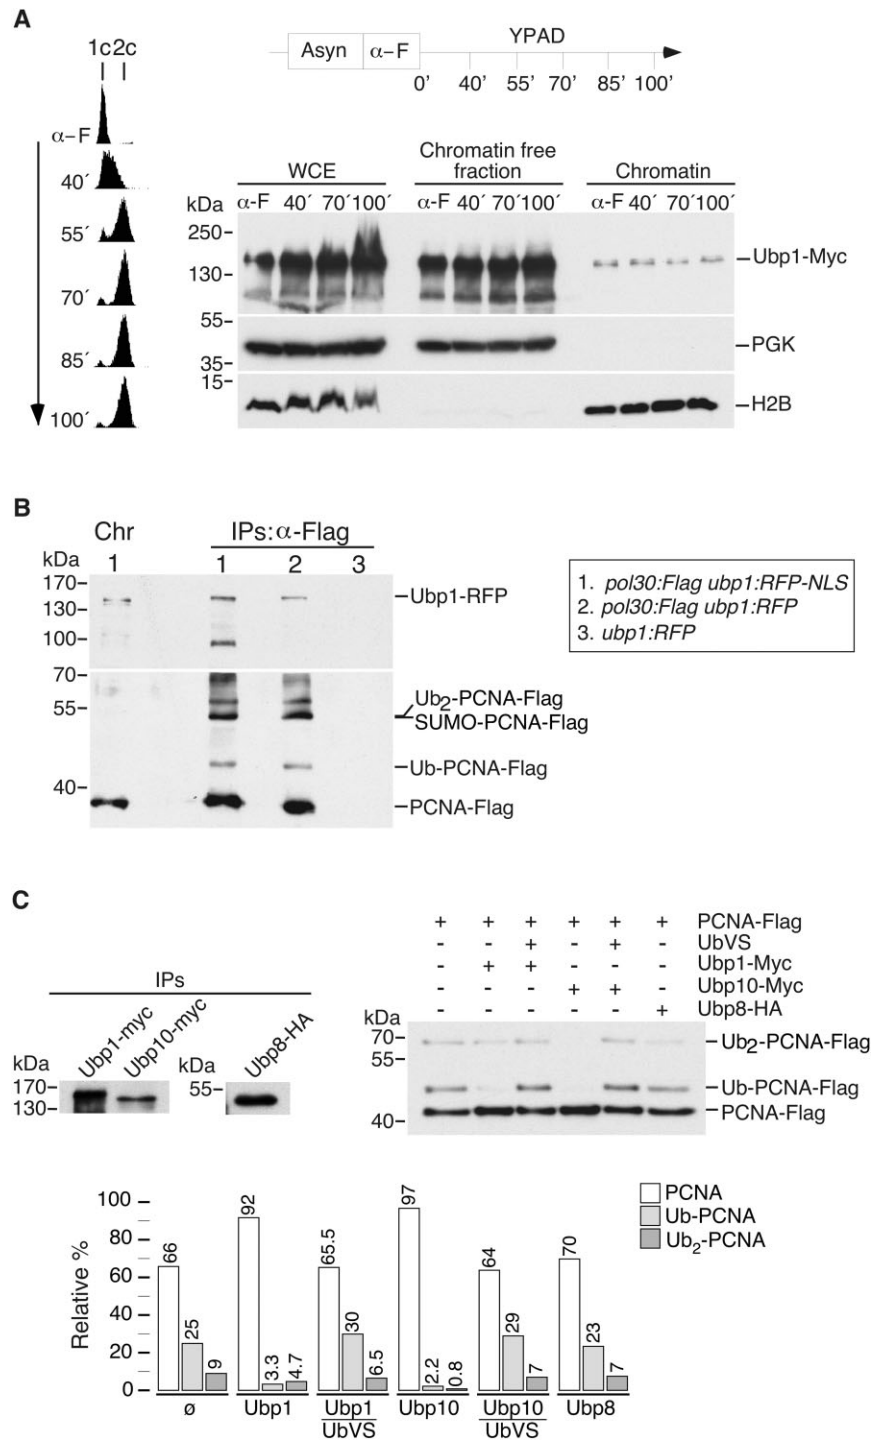 A
1c 2c
α-F
40´
55´
70´
85´
100´
Asyn α-F YPAD
0’ 40’ 55’ 70’ 85’ 100’
WCE Chromatin free fraction Chromatin
kDa α-F 40´ 70´ 100´ α-F 40´ 70´ 100´ α-F 40´ 70´ 100´
250
130
Ubp1-Myc
55
35
PGK
15
H2B
B
Chr IPs:α-Flag
kDa 1 1 2 3
170
130
100
Ubp1-RFP
70
55
40
Ub2-PCNA-Flag
SUMO-PCNA-Flag
Ub-PCNA-Flag
PCNA-Flag
1. pol30:Flag ubp1:RFP-NLS
2. pol30:Flag ubp1:RFP
3. ubp1:RFP
C
IPs
Ubp1-myc
Ubp10-myc
Ubp8-HA
kDa
170
130
kDa
55
+ + + + + + PCNA-Flag
- - + - + - UbVS
- + + - - - Ubp1-Myc
- - - + + - Ubp10-Myc
- - - - - + Ubp8-HA
kDa
70
55
40
Ub2-PCNA-Flag
Ub-PCNA-Flag
PCNA-Flag
Relative %
100
80
60
40
20
0
66 25 9
92 3.3 4.7
65.5 30 6.5
97 2.2 0.8
64 29 7
70 23 7
ø Ubp1 Ubp1 Ubp10 Ubp10 Ubp8
UbVS UbVS
PCNA
Ub-PCNA
Ub2-PCNA